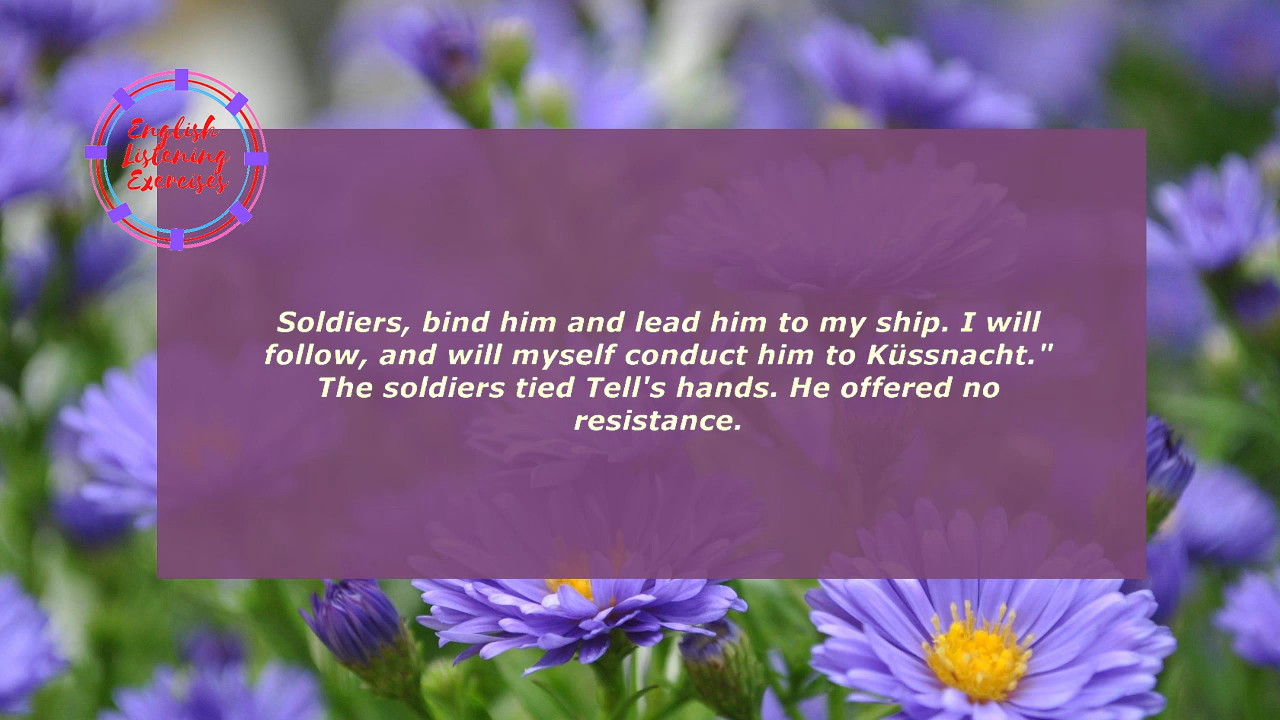 English
Listening
Exercises
Soldiers, bind him and lead him to my ship. I will
follow, and will myself conduct him to Küssnacht."
The soldiers tied Tell's hands. He offered no
resistance.